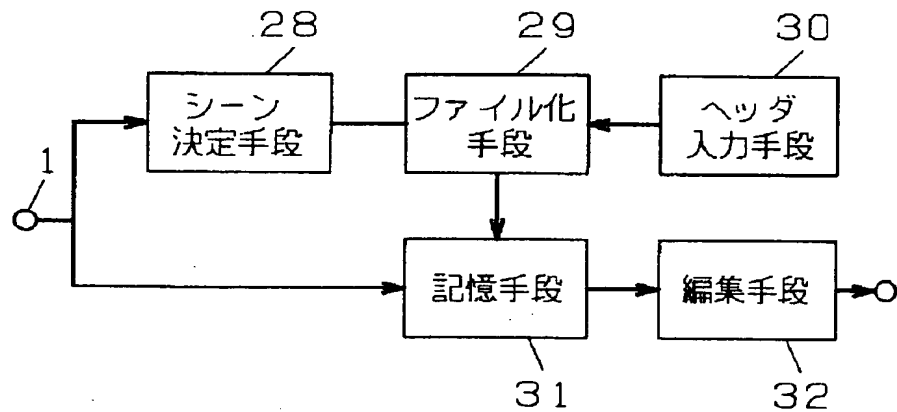 28
29
30
シーン
決定手段
ファイル化
手段
ヘッダ
入力手段
1
記憶手段
編集手段
31
32